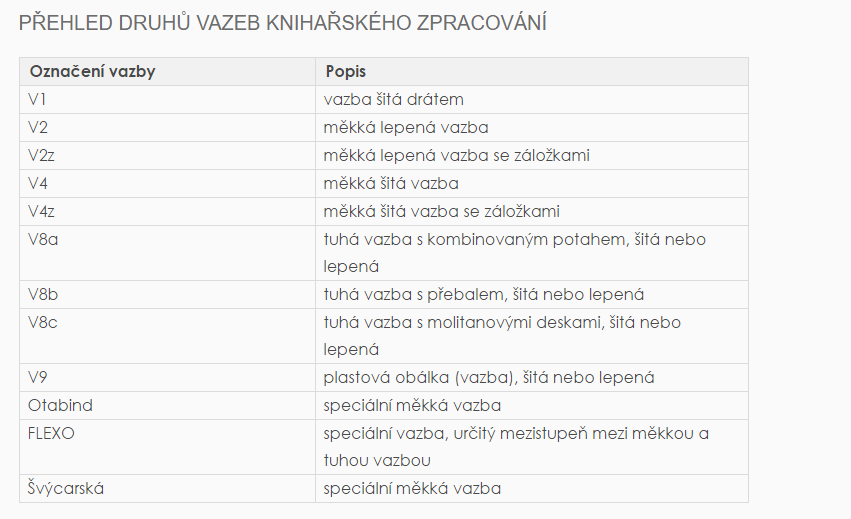 PŘEHLED DRUHŮ VAZEB KNIHAŘSKÉHO ZPRACOVÁNÍ
Označení vazby Popis
V1 vazba šitá drátem
V2 měkká lepená vazba
V2z měkká lepená vazba se záložkami
V4 měkká šitá vazba
V4z měkká šitá vazba se záložkami
V8a tuhá vazba s kombinovaným potahem, šitá nebo
lepená
V8b tuhá vazba s přebalem, šitá nebo lepená
V8c tuhá vazba s molitanovými deskami, šitá nebo
lepená
V9 plastová obálka (vazba), šitá nebo lepená
Otabind speciální měkká vazba
FLEXO speciální vazba, určitý mezistupeň mezi měkkou a
tuhou vazbou
Švýcarská speciální měkká vazba